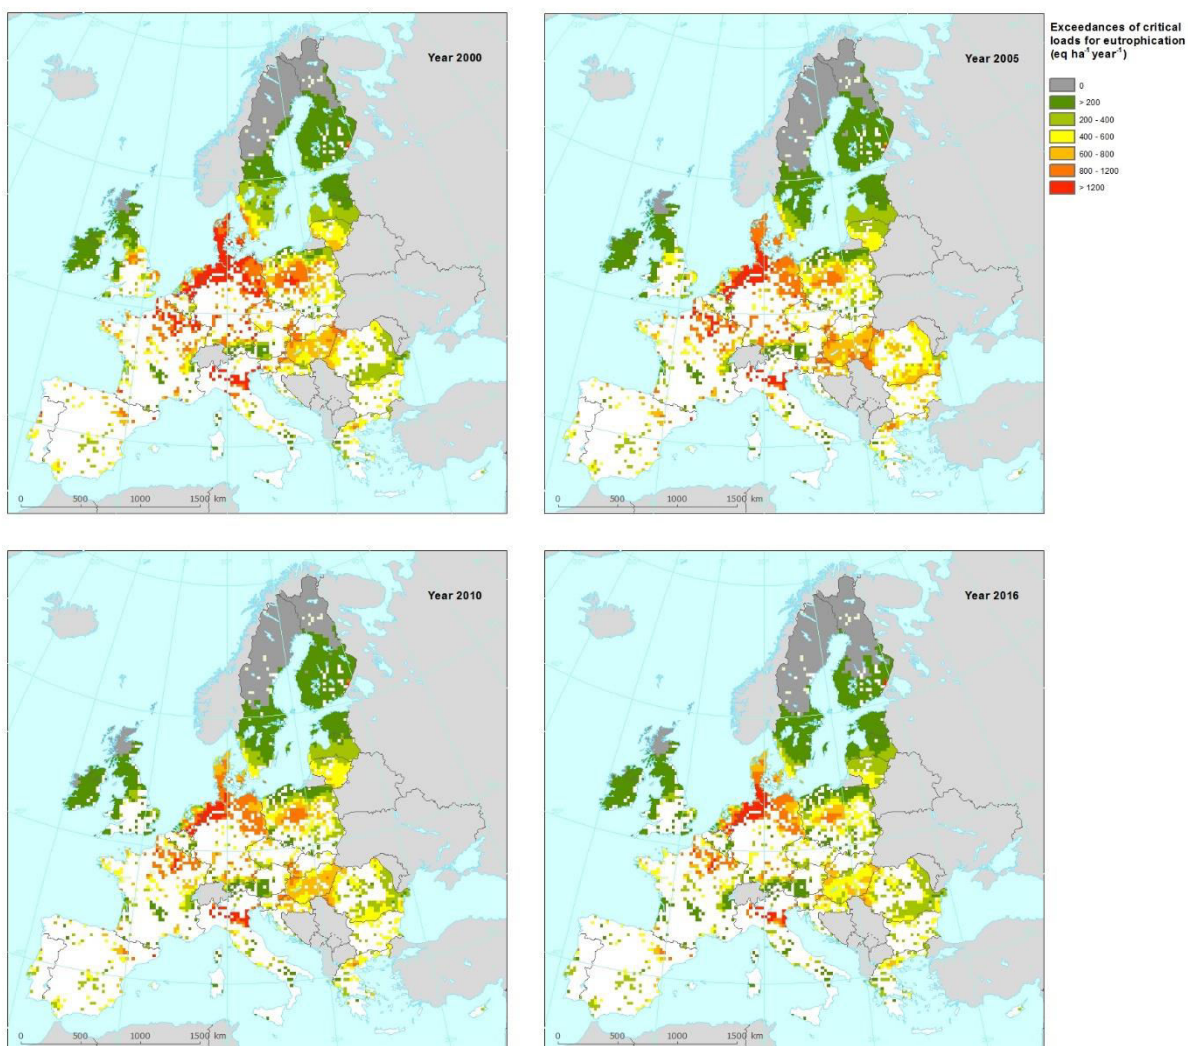 Year 2000
0 500 1000 1500 km
Year 2005
0 500 1000 1500 km
Exceedances of critical
loads for eutrophication
(eq ha⁻¹ year⁻¹)
0
> 200
200 - 400
400 - 600
600 - 800
800 - 1200
> 1200
Year 2010
0 500 1000 1500 km
Year 2016
0 500 1000 1500 km